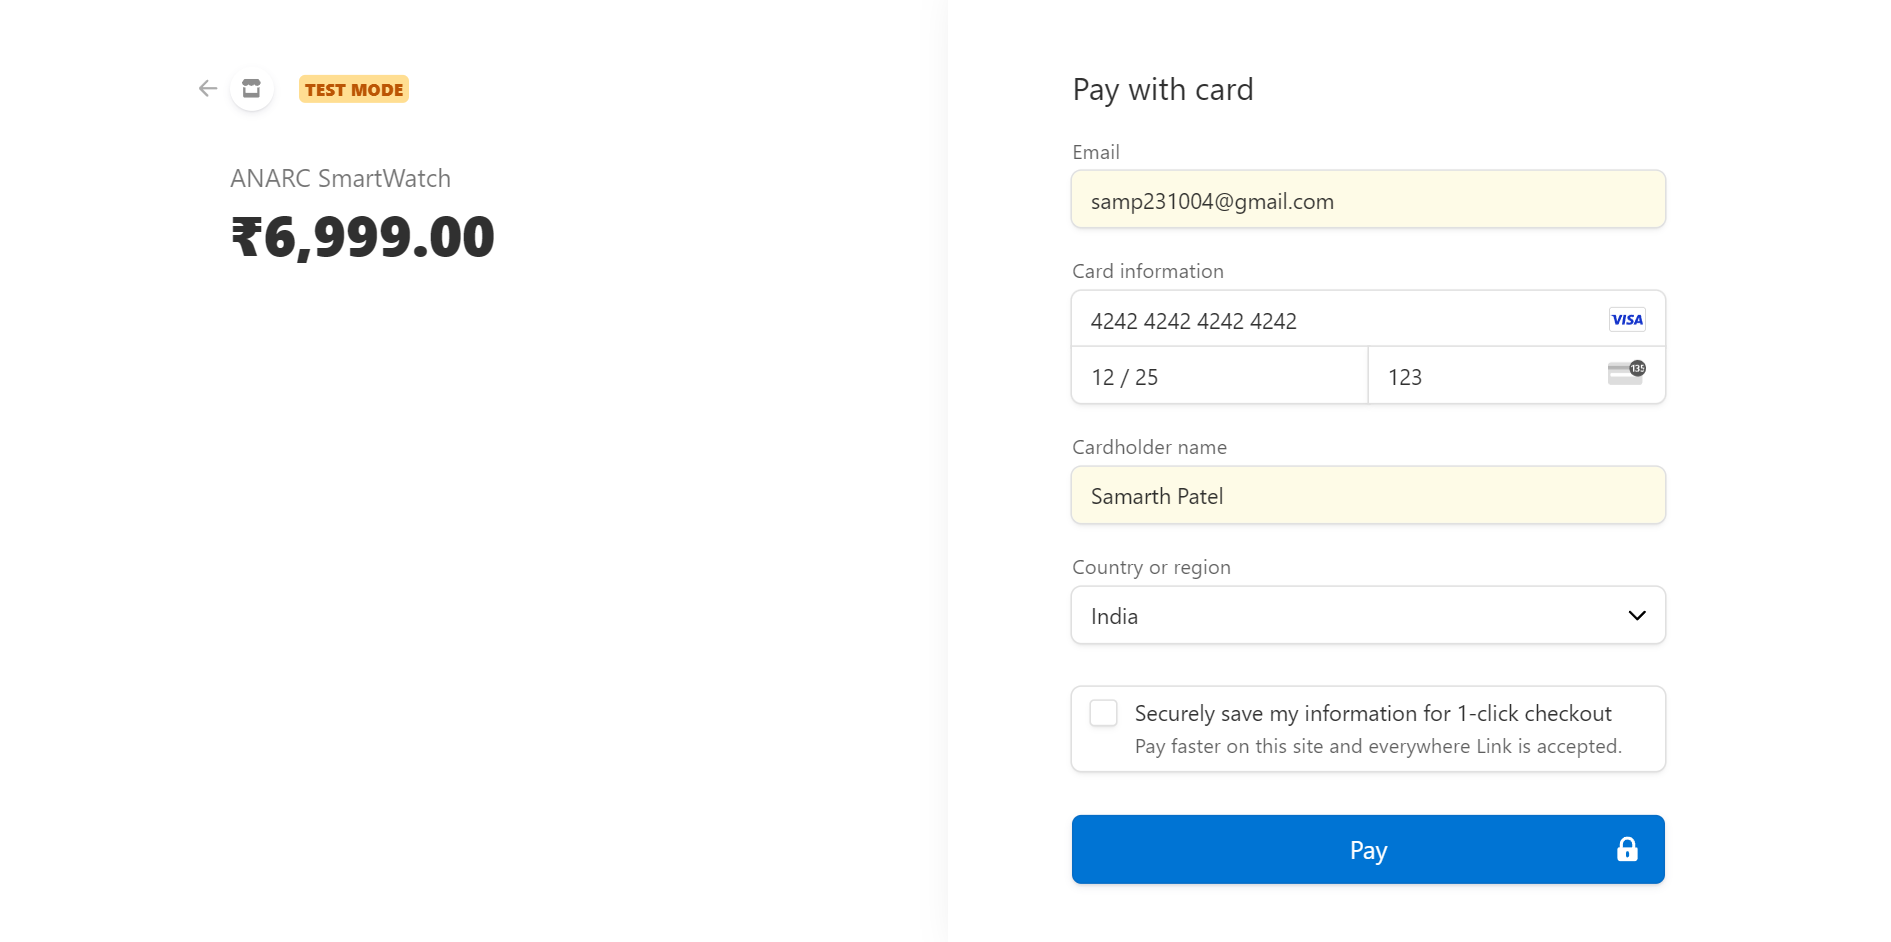 TEST MODE
ANARC SmartWatch
₹6,999.00
Pay with card
Email
samp231004@gmail.com
Card information
4242 4242 4242 4242 VISA
12 / 25 123 135
Cardholder name
Samarth Patel
Country or region
India
Securely save my information for 1-click checkout
Pay faster on this site and everywhere Link is accepted.
Pay